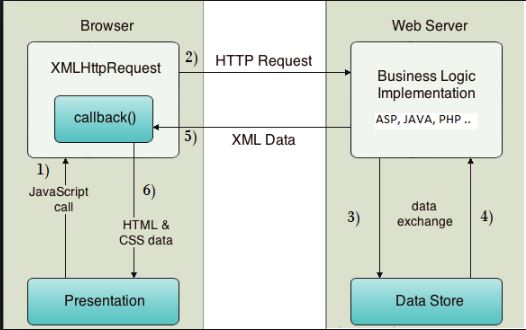 Browser
Web Server
XMLHttpRequest
2)
HTTP Request
Business Logic
Implementation
callback()
ASP, JAVA, PHP ..
5)
XML Data
1)
JavaScript
call
6)
HTML &
CSS data
3)
data
exchange
4)
Presentation
Data Store